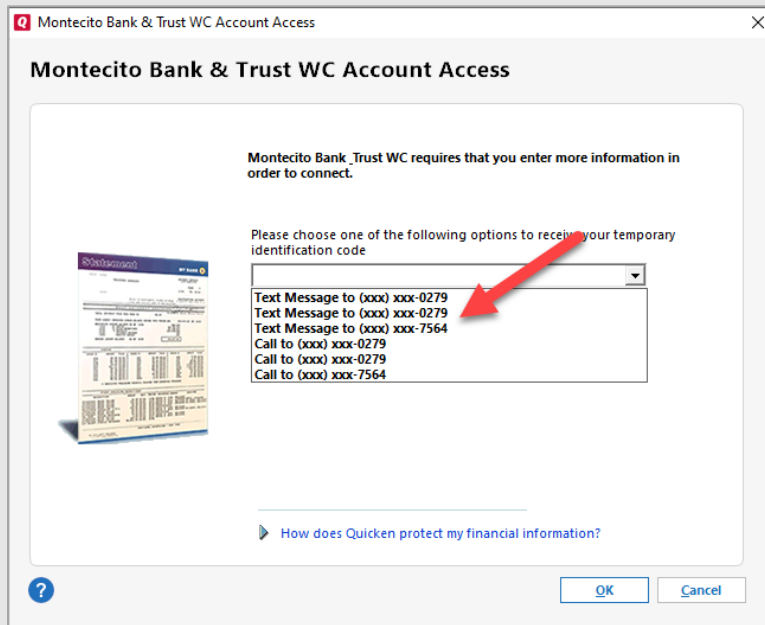 Montecito Bank & Trust WC Account Access
Montecito Bank & Trust WC Account Access
Montecito Bank _Trust WC requires that you enter more information in
order to connect.
Please choose one of the following options to receive your temporary
identification code
Statement
MY BANK
Text Message to (xxx) xxx-0279
Text Message to (xxx) xxx-0279
Text Message to (xxx) xxx-7564
Call to (xxx) xxx-0279
Call to (xxx) xxx-0279
Call to (xxx) xxx-7564
How does Quicken protect my financial information?
?
OK
Cancel